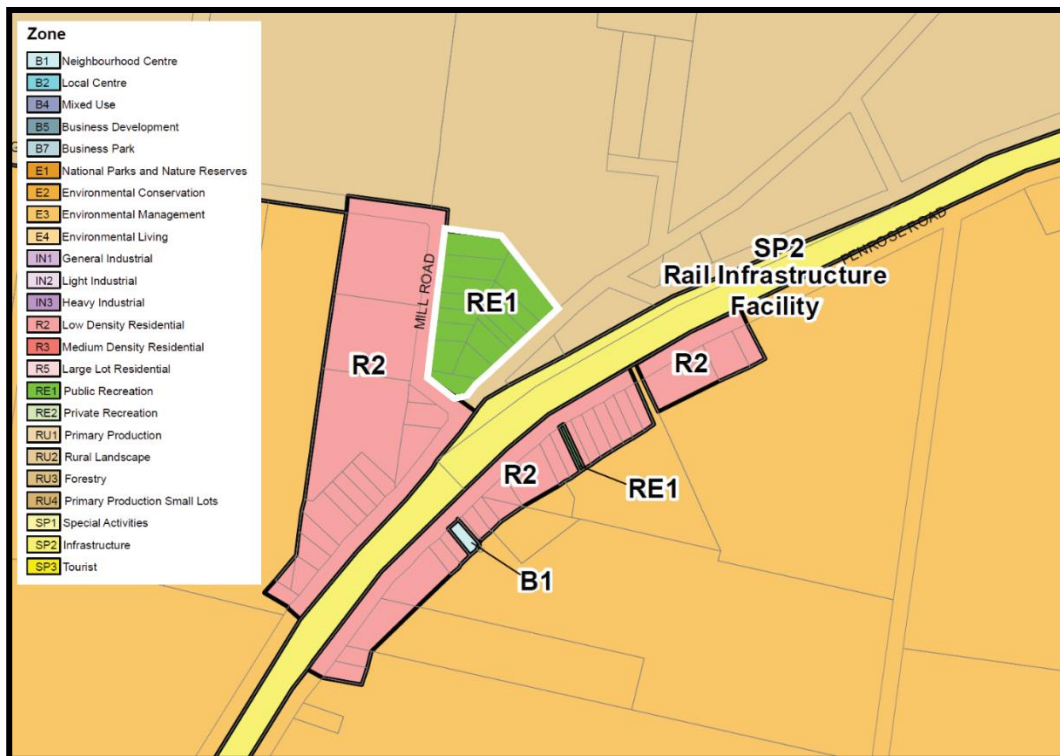 Zone
B1 Neighbourhood Centre
B2 Local Centre
B4 Mixed Use
B5 Business Development
B7 Business Park
E1 National Parks and Nature Reserves
E2 Environmental Conservation
E3 Environmental Management
E4 Environmental Living
IN1 General Industrial
IN2 Light Industrial
IN3 Heavy Industrial
R2 Low Density Residential
R3 Medium Density Residential
R5 Large Lot Residential
RE1 Public Recreation
RE2 Private Recreation
RU1 Primary Production
RU2 Rural Landscape
RU3 Forestry
RU4 Primary Production Small Lots
SP1 Special Activities
SP2 Infrastructure
SP3 Tourist
PENROSE ROAD
SP2
Rail Infrastructure
Facility
MILL ROAD
RE1
R2
R2
R2
RE1
B1